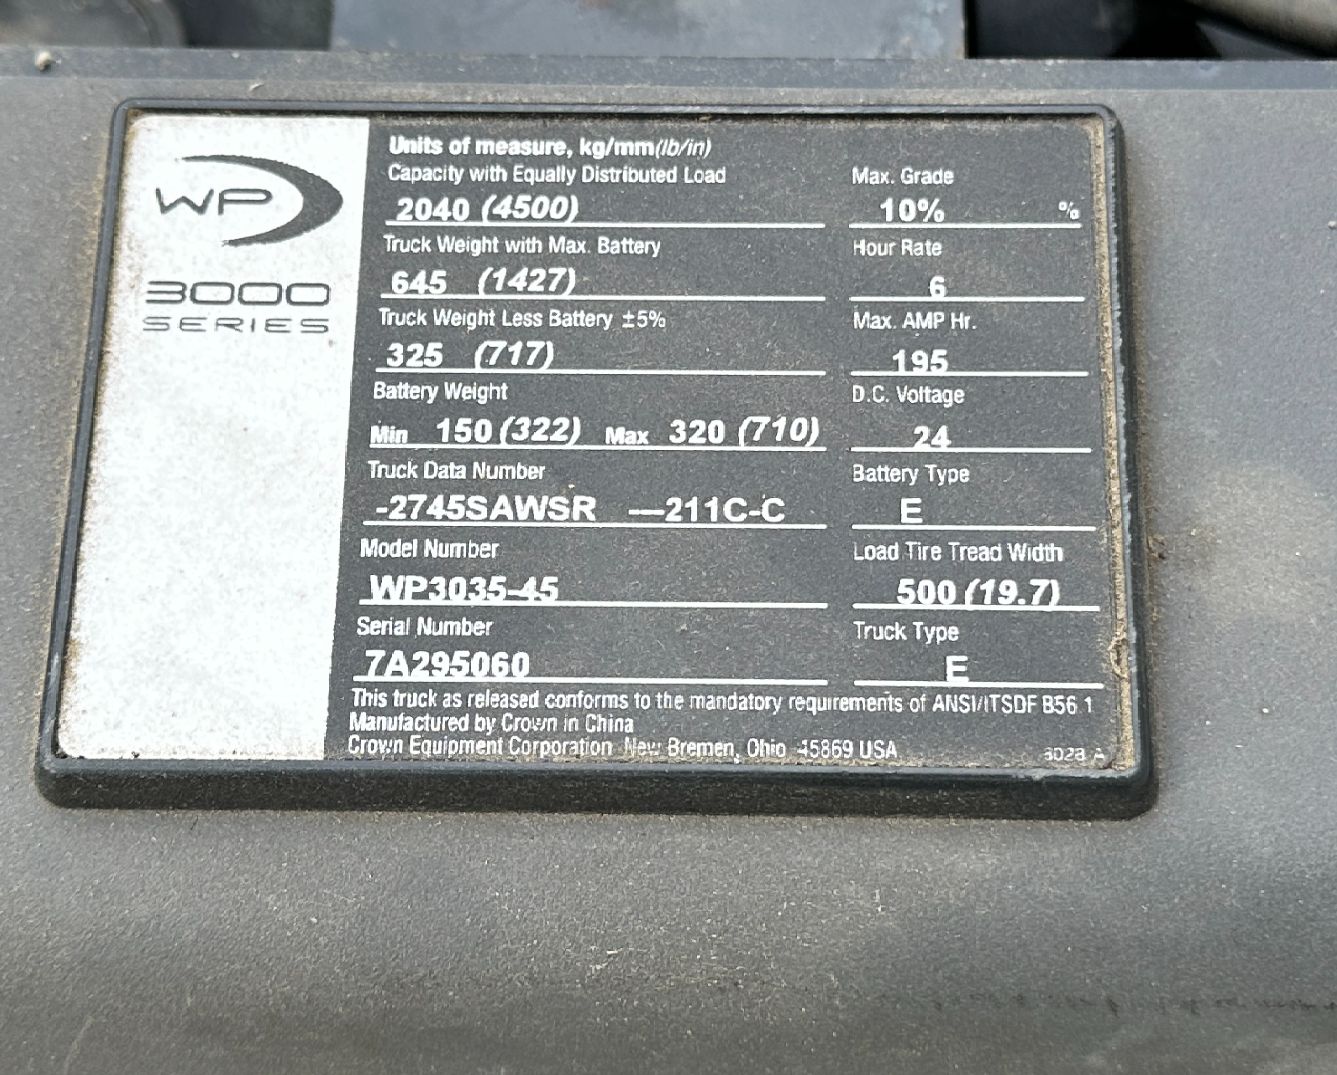 WP
3000
SERIES
Units of measure, kg/mm(lb/in)
Capacity with Equally Distributed Load
2040 (4500)
Truck Weight with Max. Battery
645 (1427)
Truck Weight Less Battery ±5%
325 (717)
Battery Weight
Min 150 (322) Max 320 (710)
Truck Data Number
-2745SAWSR —211C-C
Model Number
WP3035-45
Serial Number
7A295060
Max. Grade
10% %
Hour Rate
6
Max. AMP Hr.
195
D.C. Voltage
24
Battery Type
E
Load Tire Tread Width
500 (19.7)
Truck Type
E
This truck as released conforms to the mandatory requirements of ANSI/ITSDF B56.1
Manufactured by Crown in China
Crown Equipment Corporation New Bremen, Ohio 45869 USA